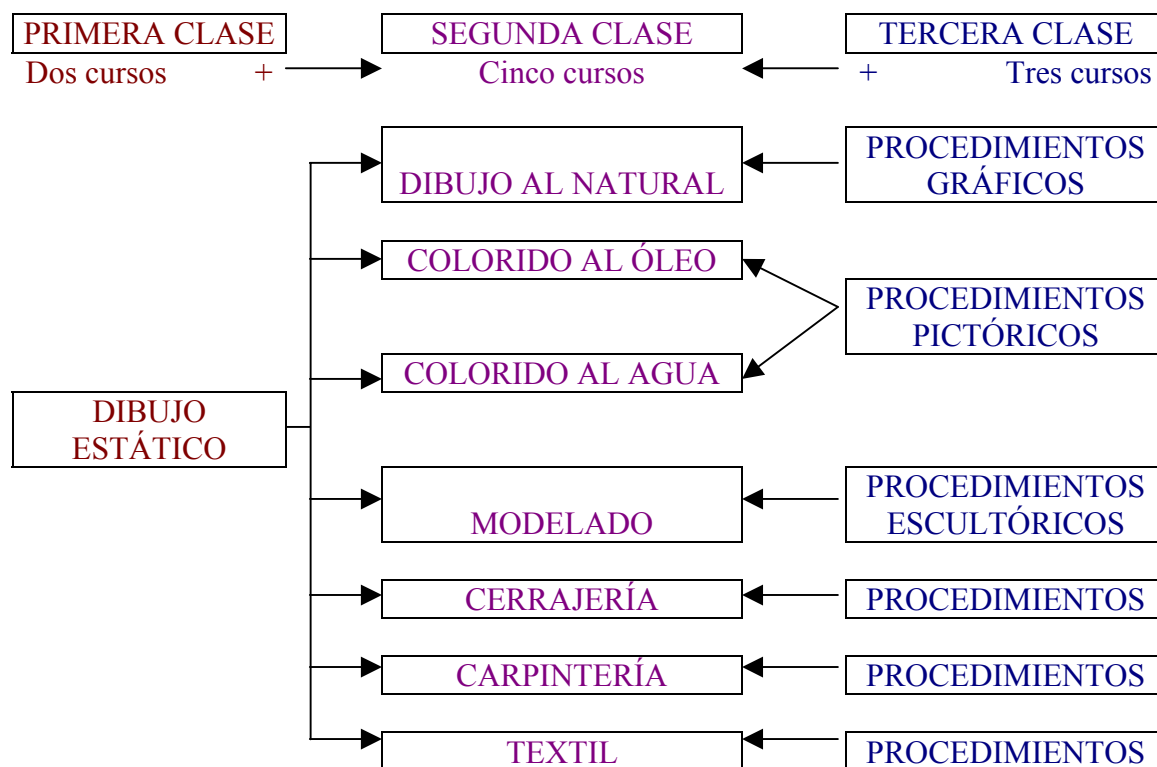 PRIMERA CLASE
Dos cursos +
SEGUNDA CLASE
Cinco cursos
TERCERA CLASE
+ Tres cursos
DIBUJO
ESTÁTICO
DIBUJO AL NATURAL
COLORIDO AL ÓLEO
COLORIDO AL AGUA
MODELADO
CERRAJERÍA
CARPINTERÍA
TEXTIL
PROCEDIMIENTOS
GRÁFICOS
PROCEDIMIENTOS
PICTÓRICOS
PROCEDIMIENTOS
ESCULTÓRICOS
PROCEDIMIENTOS
PROCEDIMIENTOS
PROCEDIMIENTOS